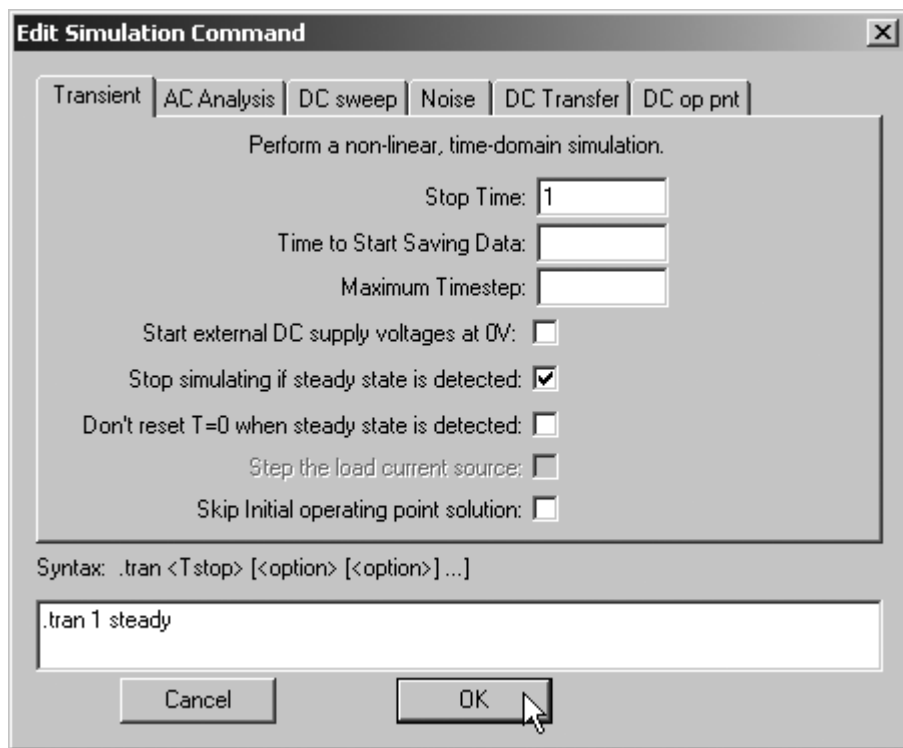 Edit Simulation Command
Transient AC Analysis DC sweep Noise DC Transfer DC op pnt
Perform a non-linear, time-domain simulation.
Stop Time: 1
Time to Start Saving Data:
Maximum Timestep:
Start external DC supply voltages at 0V:
Stop simulating if steady state is detected:
Don't reset T=0 when steady state is detected:
Step the load current source:
Skip Initial operating point solution:
Syntax: .tran <Tstop> [<option> [<option>] ...]
.tran 1 steady
Cancel OK